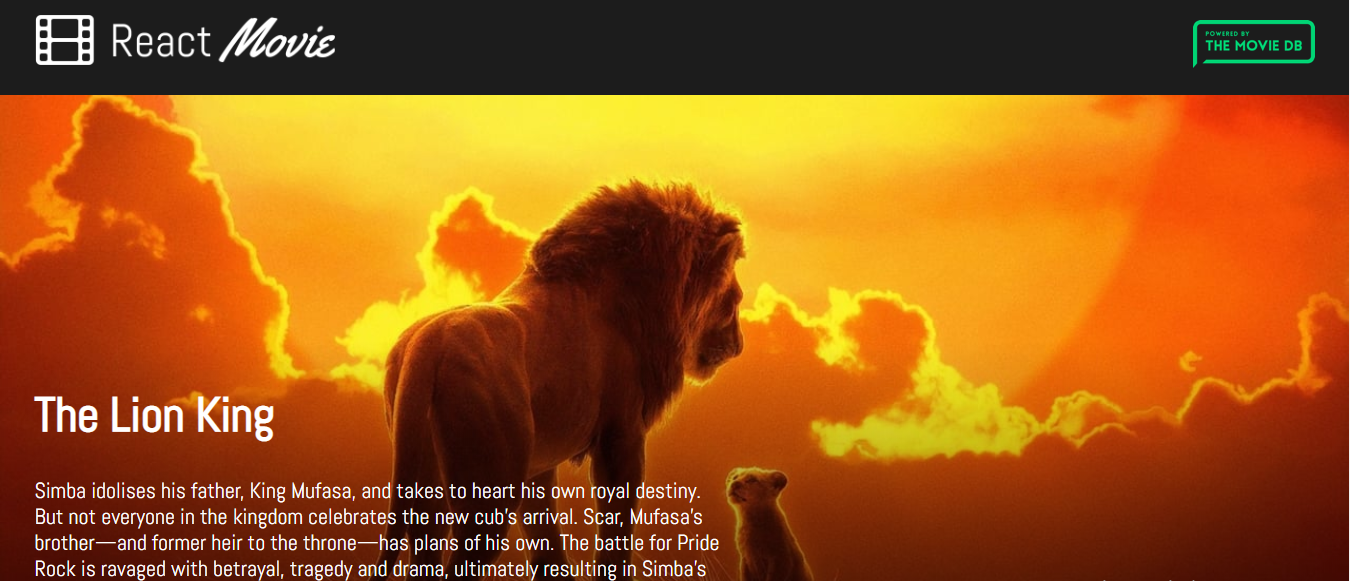 React Movie
POWERED BY
THE MOVIE DB
The Lion King
Simba idolises his father, King Mufasa, and takes to heart his own royal destiny.
But not everyone in the kingdom celebrates the new cub's arrival. Scar, Mufasa's
brother—and former heir to the throne—has plans of his own. The battle for Pride
Rock is ravaged with betrayal, tragedy and drama, ultimately resulting in Simba's